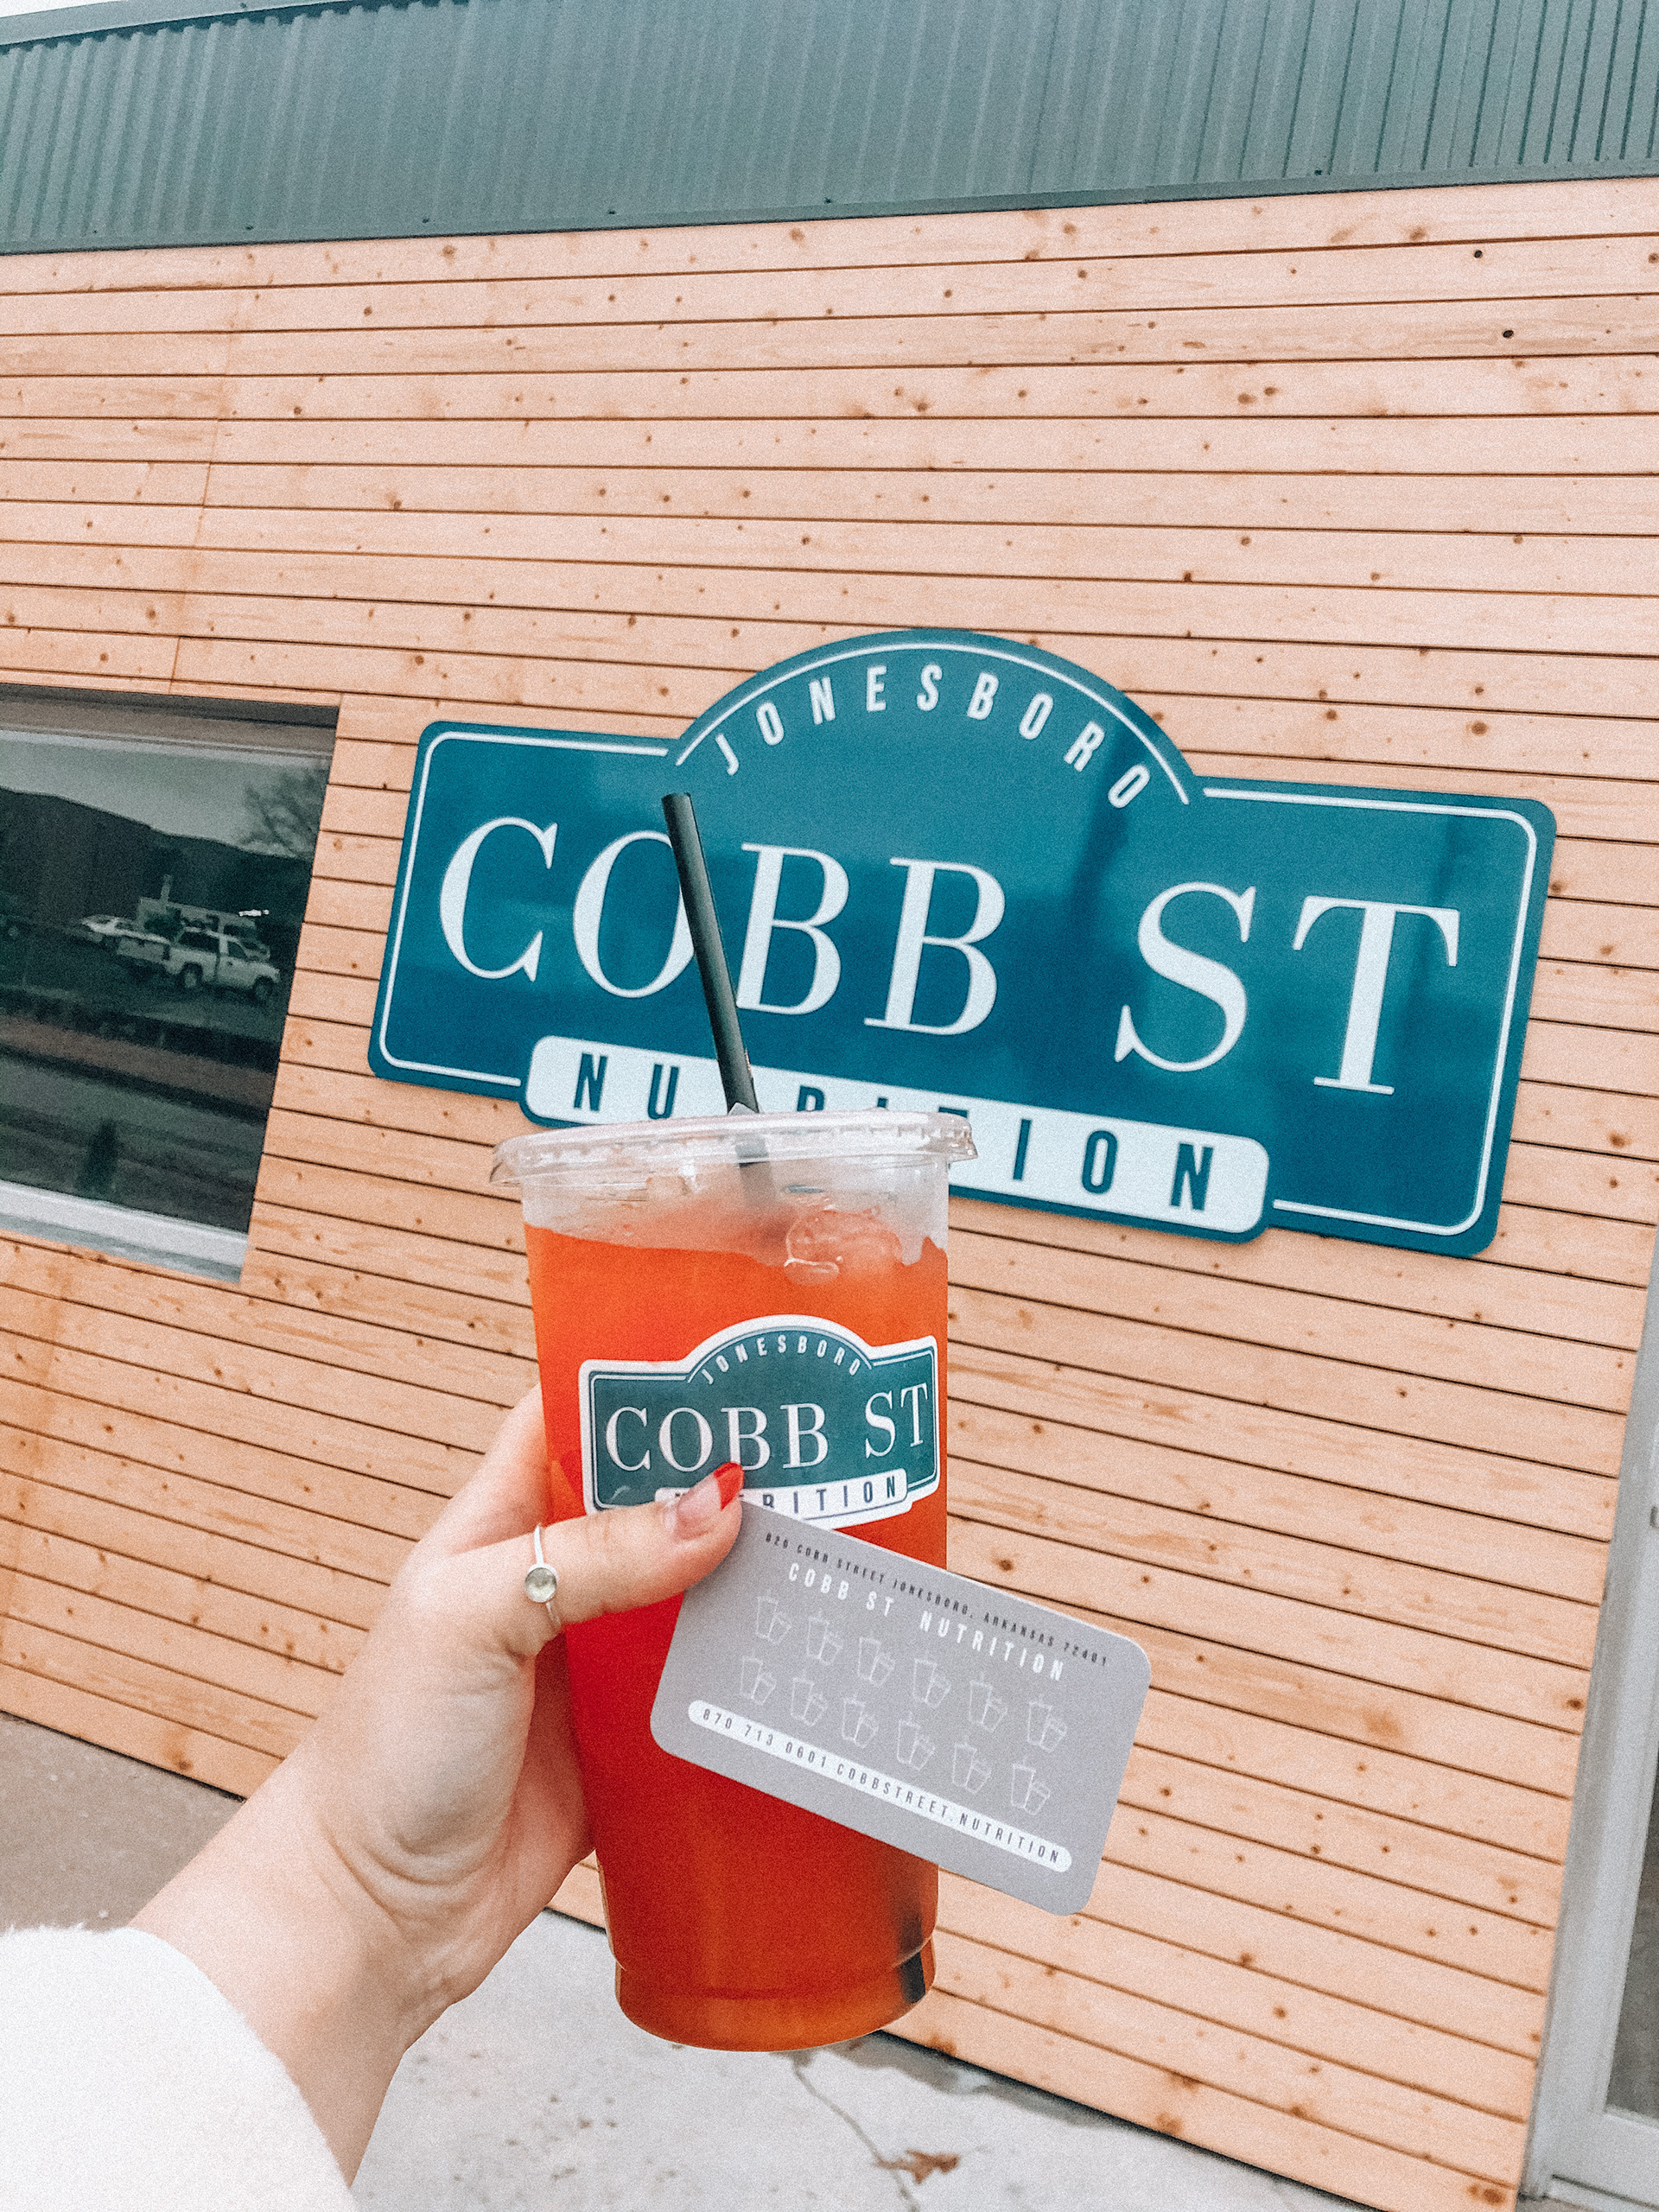 JONESBORO
COBB ST
NUTRITION
JONESBORO
COBB ST
NUTRITION
820 COBB STREET JONESBORO, ARKANSAS 72401
COBB ST NUTRITION
870 713 0601 COBBSTREET.NUTRITION